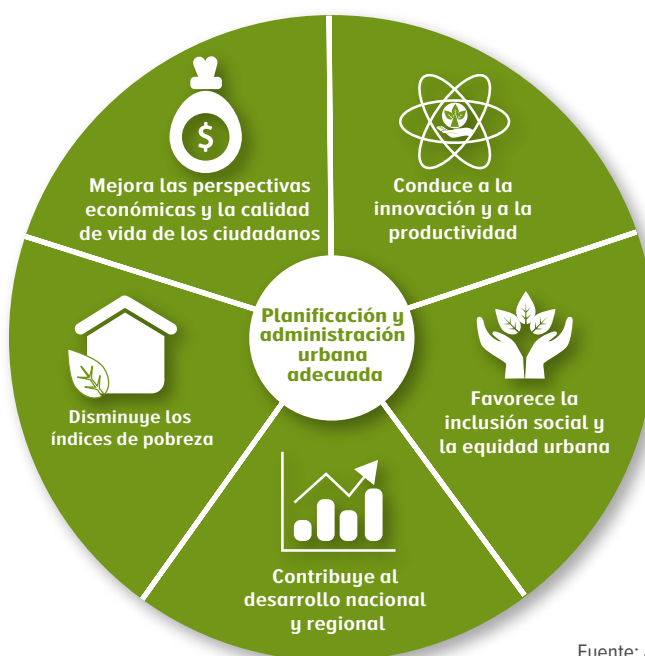 $
Mejora las perspectivas
económicas y la calidad
de vida de los ciudadanos
Conduce a la
innovación y a la
productividad
Planificación y
administración
urbana
adecuada
Disminuye los
índices de pobreza
Favorece la
inclusión social y
la equidad urbana
Contribuye al
desarrollo nacional
y regional
Fuente: